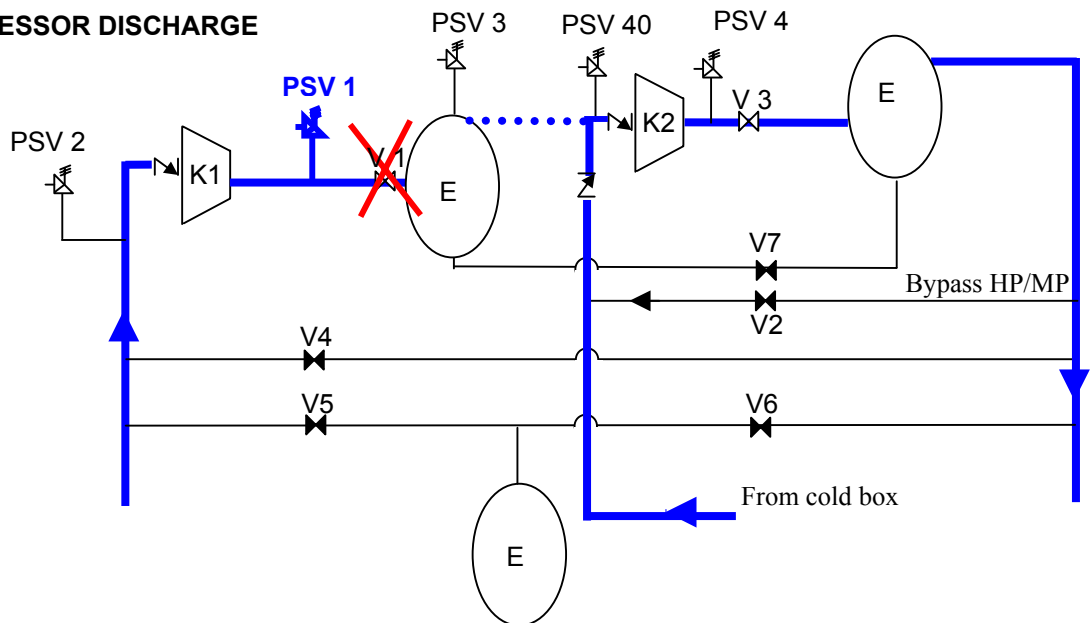 ESSOR DISCHARGE
PSV 3
PSV 40
PSV 4
PSV 1
V 3
E
PSV 2
K2
V 1
K1
E
V7
Bypass HP/MP
V2
V4
V5
V6
From cold box
E